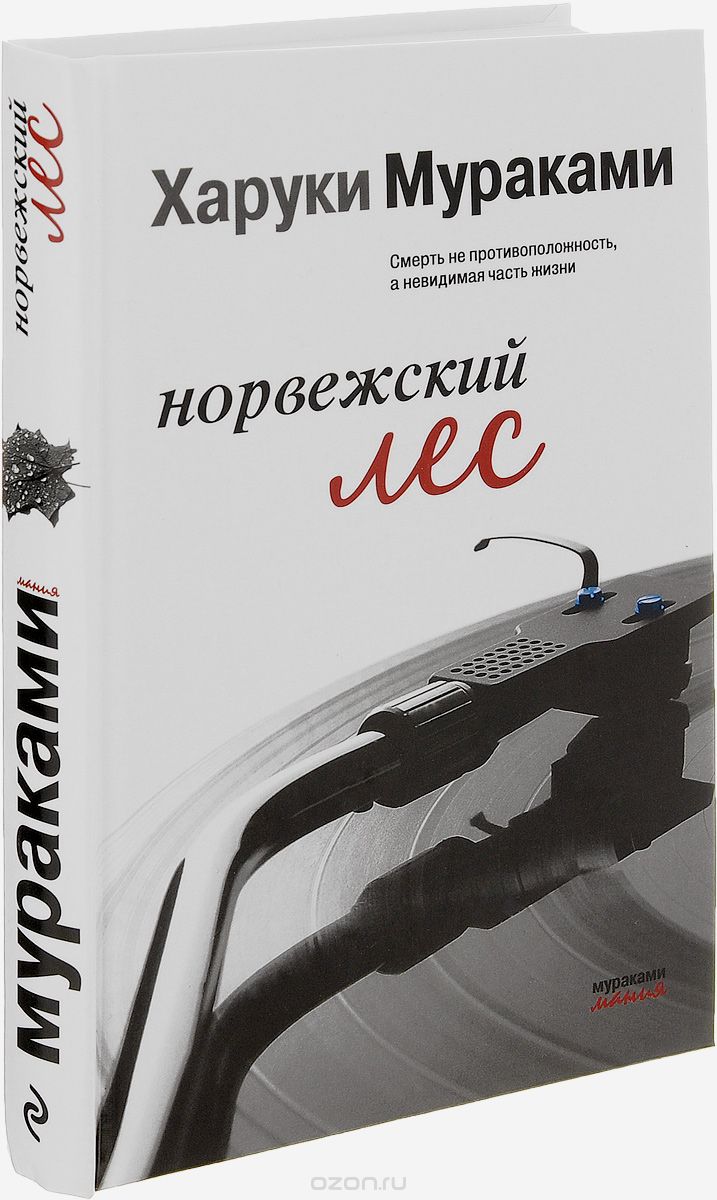 Харуки Мураками
Смерть не противоположность,
а невидимая часть жизни
норвежский
лес
мураками
мания
норвежский
лес
мания
мураками
ozon.ru